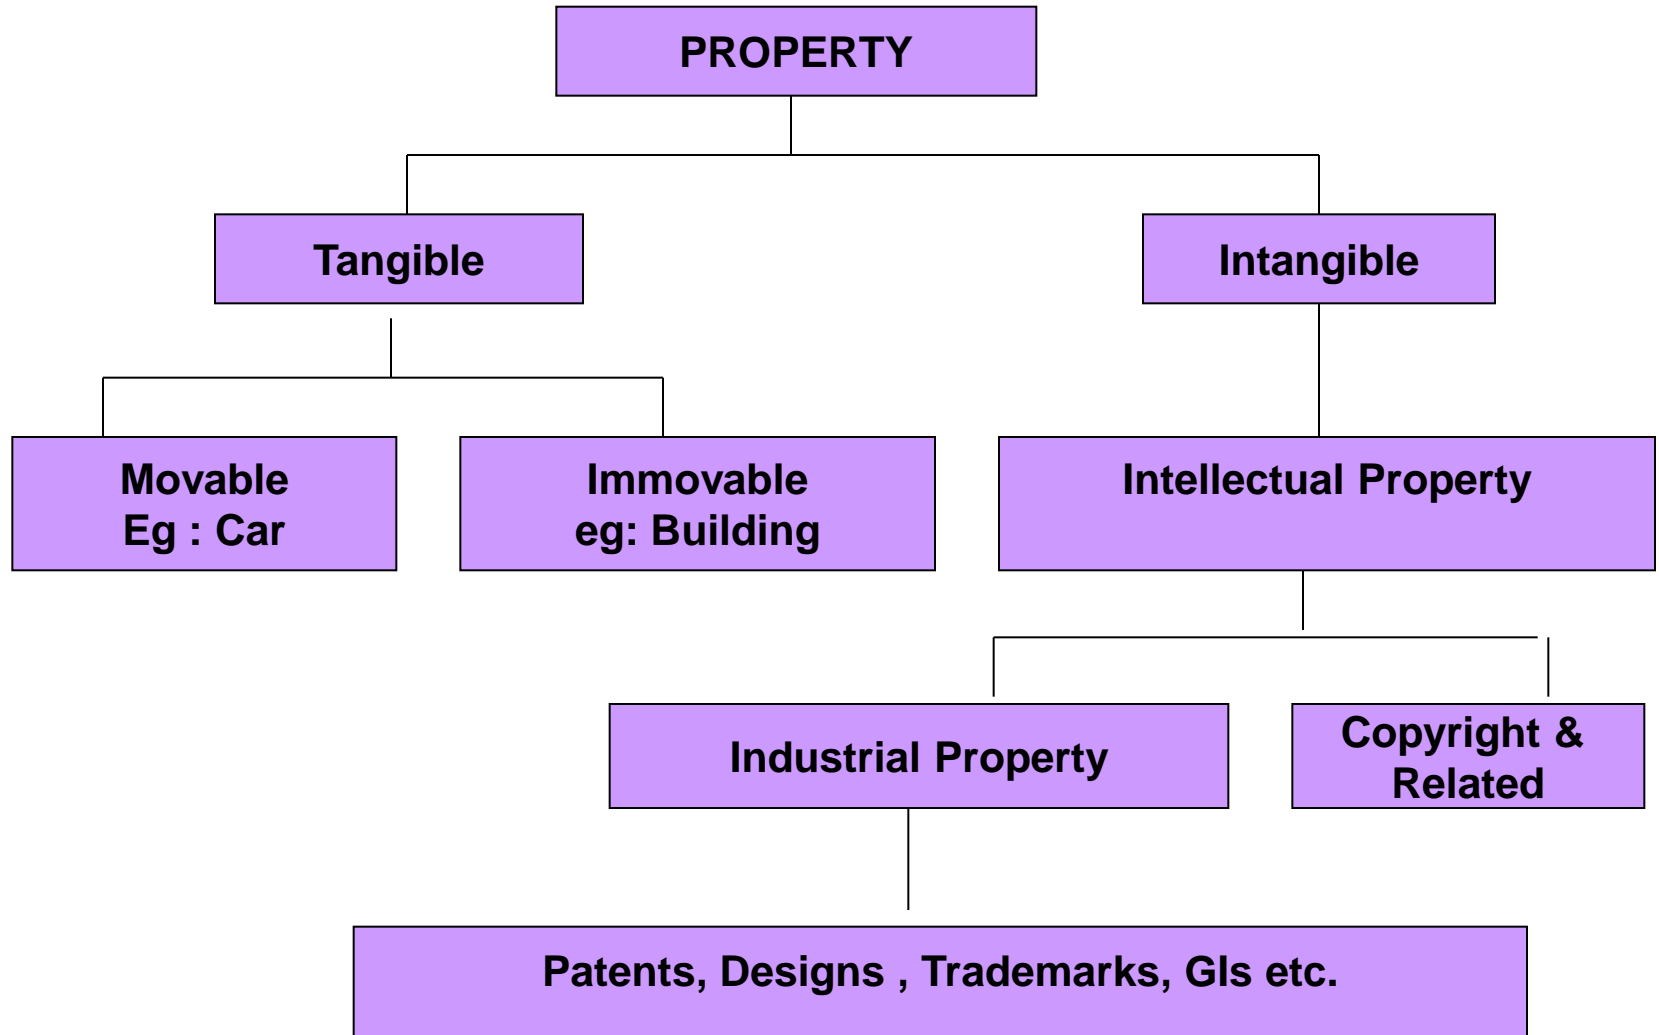 PROPERTY
Tangible
Intangible
Movable
Eg : Car
Immovable
eg: Building
Intellectual Property
Industrial Property
Copyright &
Related
Patents, Designs , Trademarks, GIs etc.